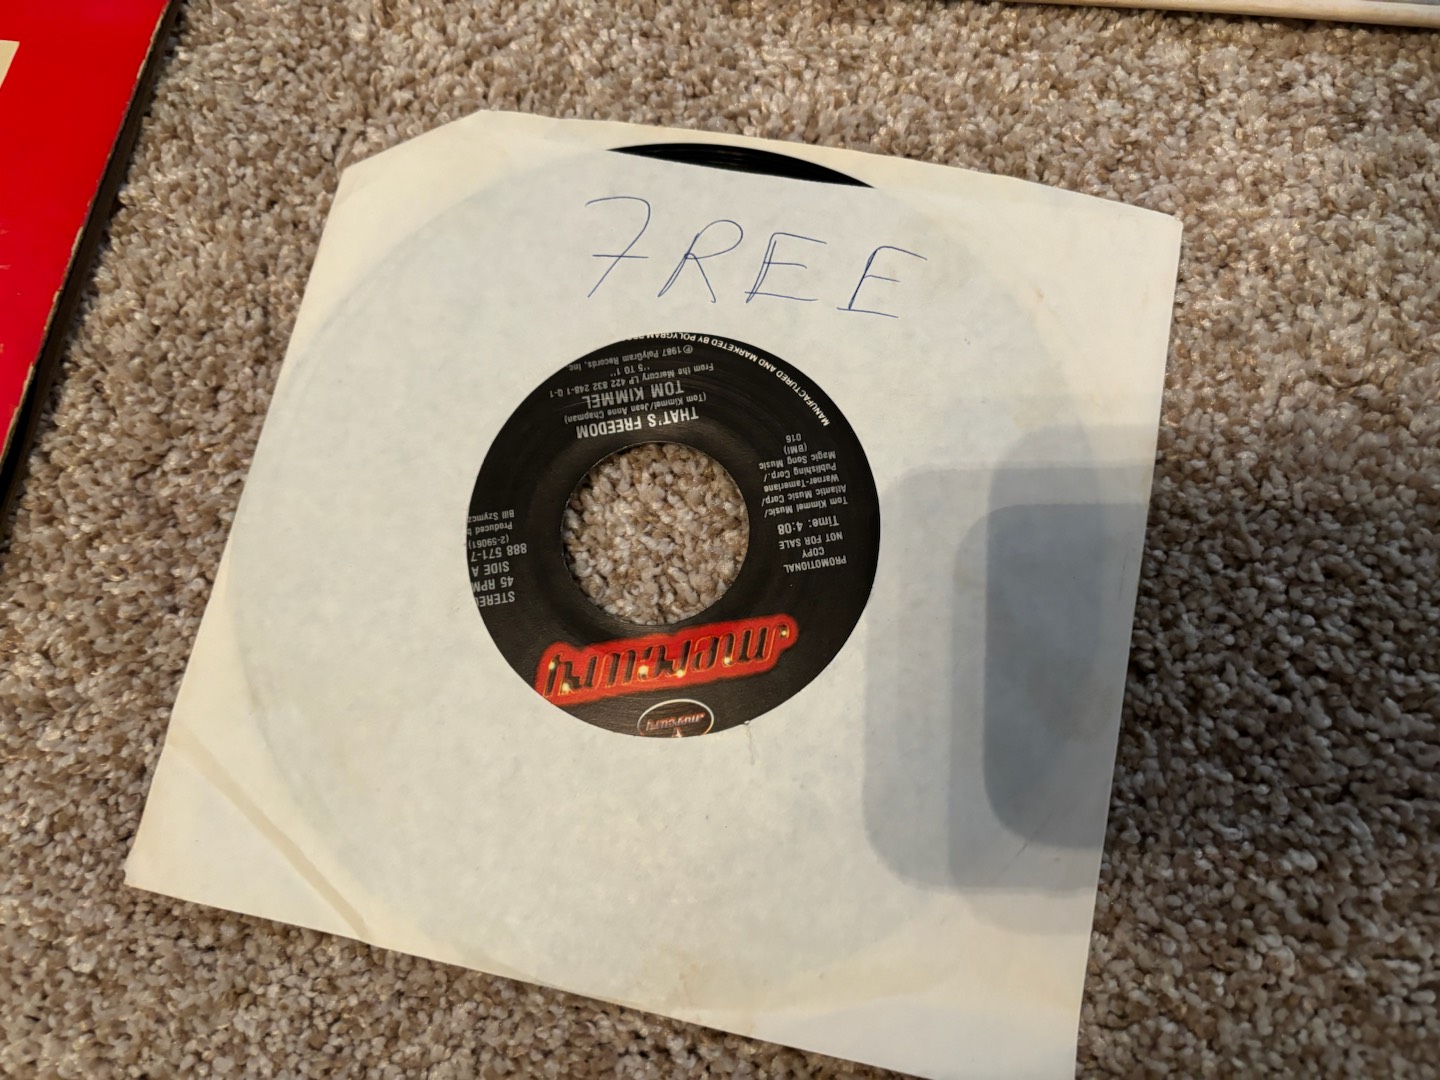 FREE
mercury
mercury
STEREO
45 RPM
SIDE A
888 571-7
(2-59061)
Produced by
Bill Szymcz
PROMOTIONAL
COPY
NOT FOR SALE
Time: 4:08
Tom Kimmel Music/
Atlantic Music Corp/
Warner-Tamerlane
Publishing Corp./
Magic Song Music
(BMI)
016
THAT'S FREEDOM
(Tom Kimmel/Jean Anne Chapman)
TOM KIMMEL
From the Mercury LP 422 832 248-1 Q-1
"5 TO 1"
℗ 1987 PolyGram Records, Inc.
MANUFACTURED AND MARKETED BY POLYGRAM